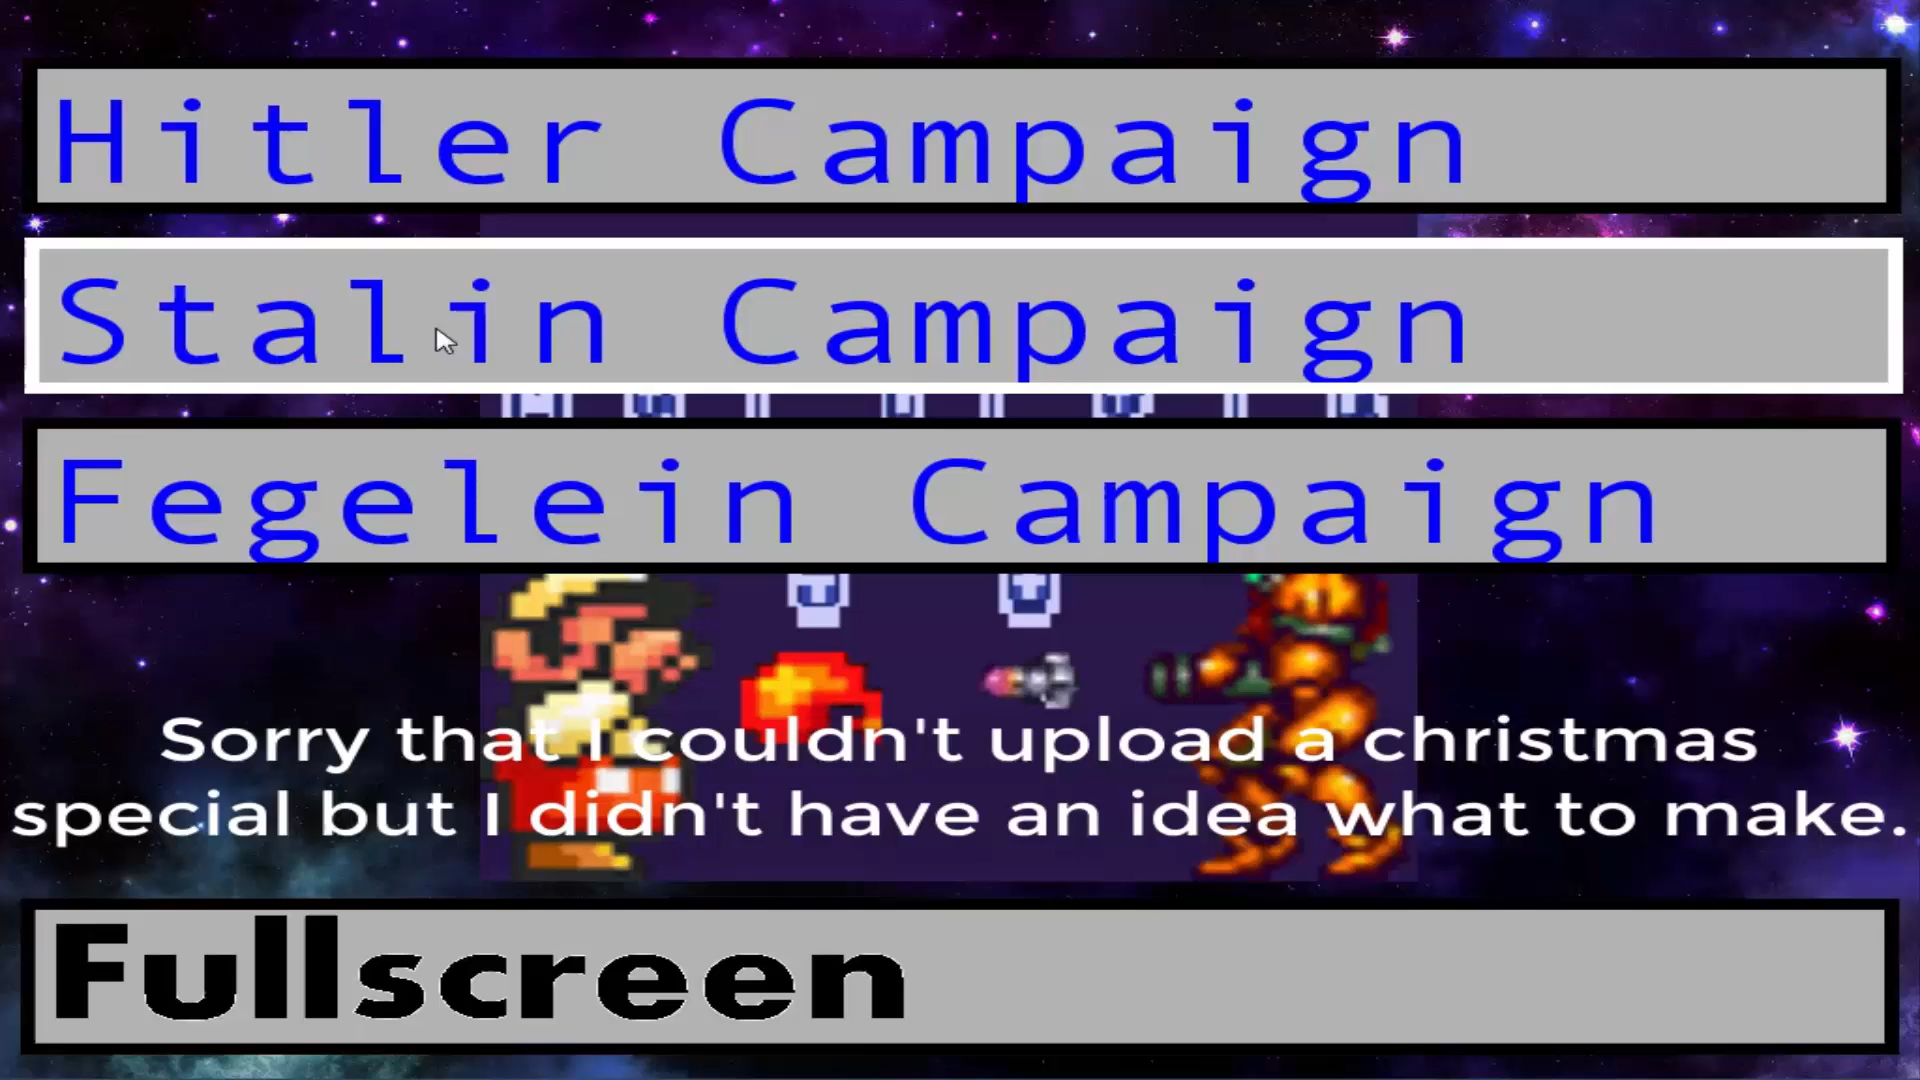 Hitler Campaign
Stalin Campaign
Fegelein Campaign
Sorry that I couldn't upload a christmas
special but I didn't have an idea what to make.
Fullscreen